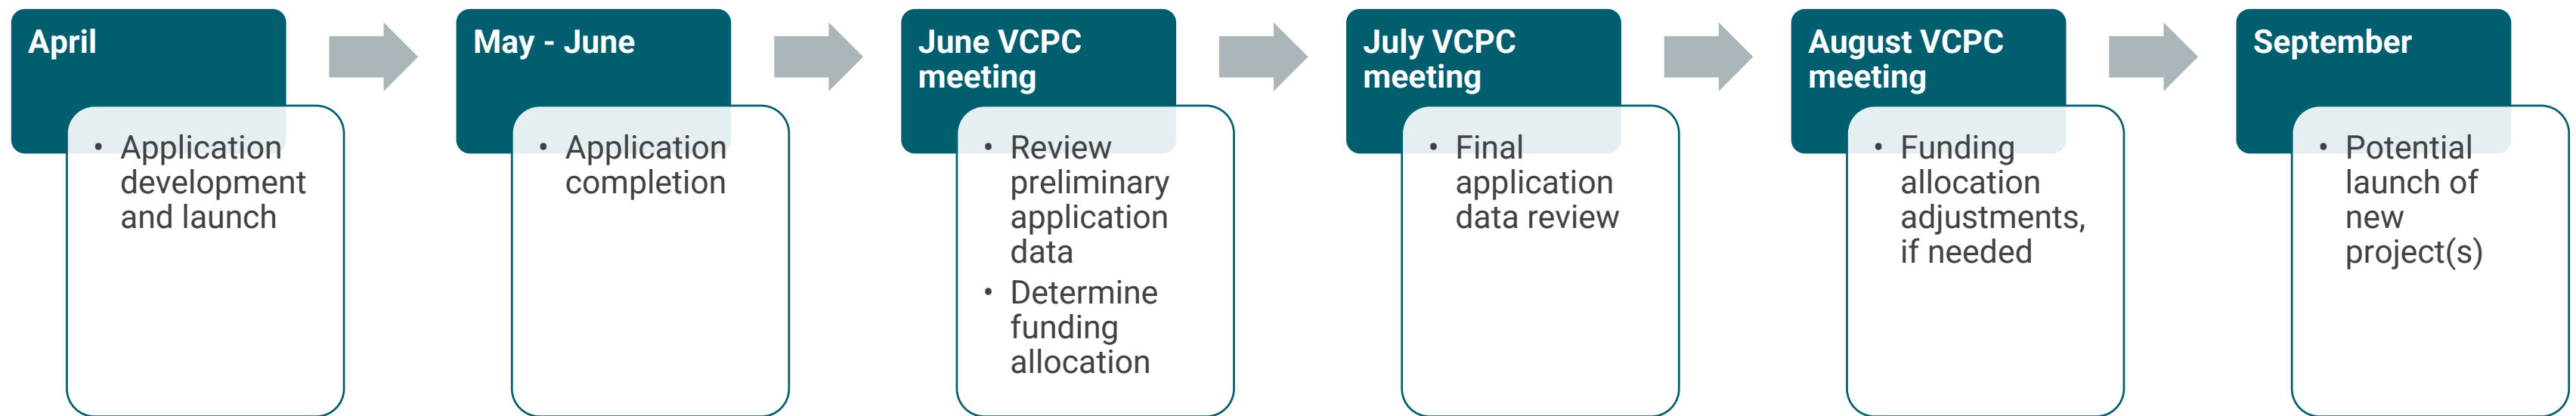 April
• Application
development
and launch
May - June
• Application
completion
June VCPC
meeting
• Review
preliminary
application
data
• Determine
funding
allocation
July VCPC
meeting
• Final
application
data review
August VCPC
meeting
• Funding
allocation
adjustments,
if needed
September
• Potential
launch of
new
project(s)